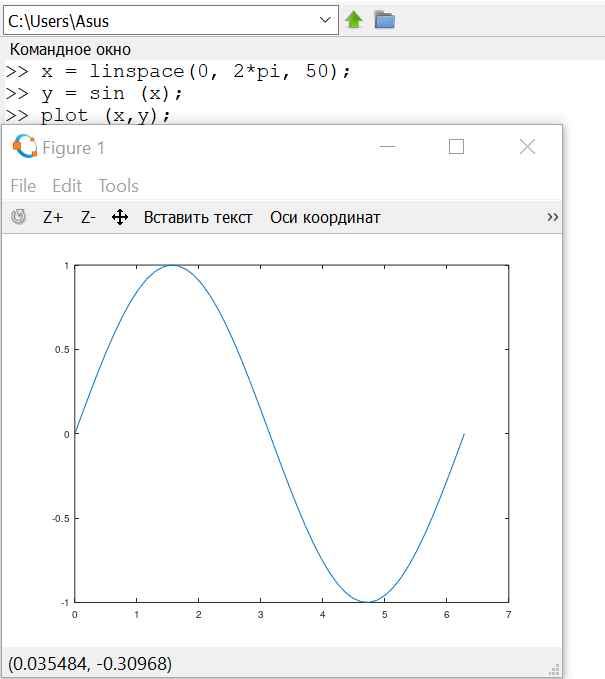 C:\Users\Asus
Командное окно
>> x = linspace(0, 2*pi, 50);
>> y = sin (x);
>> plot (x,y);
Figure 1
File Edit Tools
Z+ Z- Вставить текст Оси координат »
1
0.5
0
-0.5
-1
0 1 2 3 4 5 6 7
(0.035484, -0.30968)